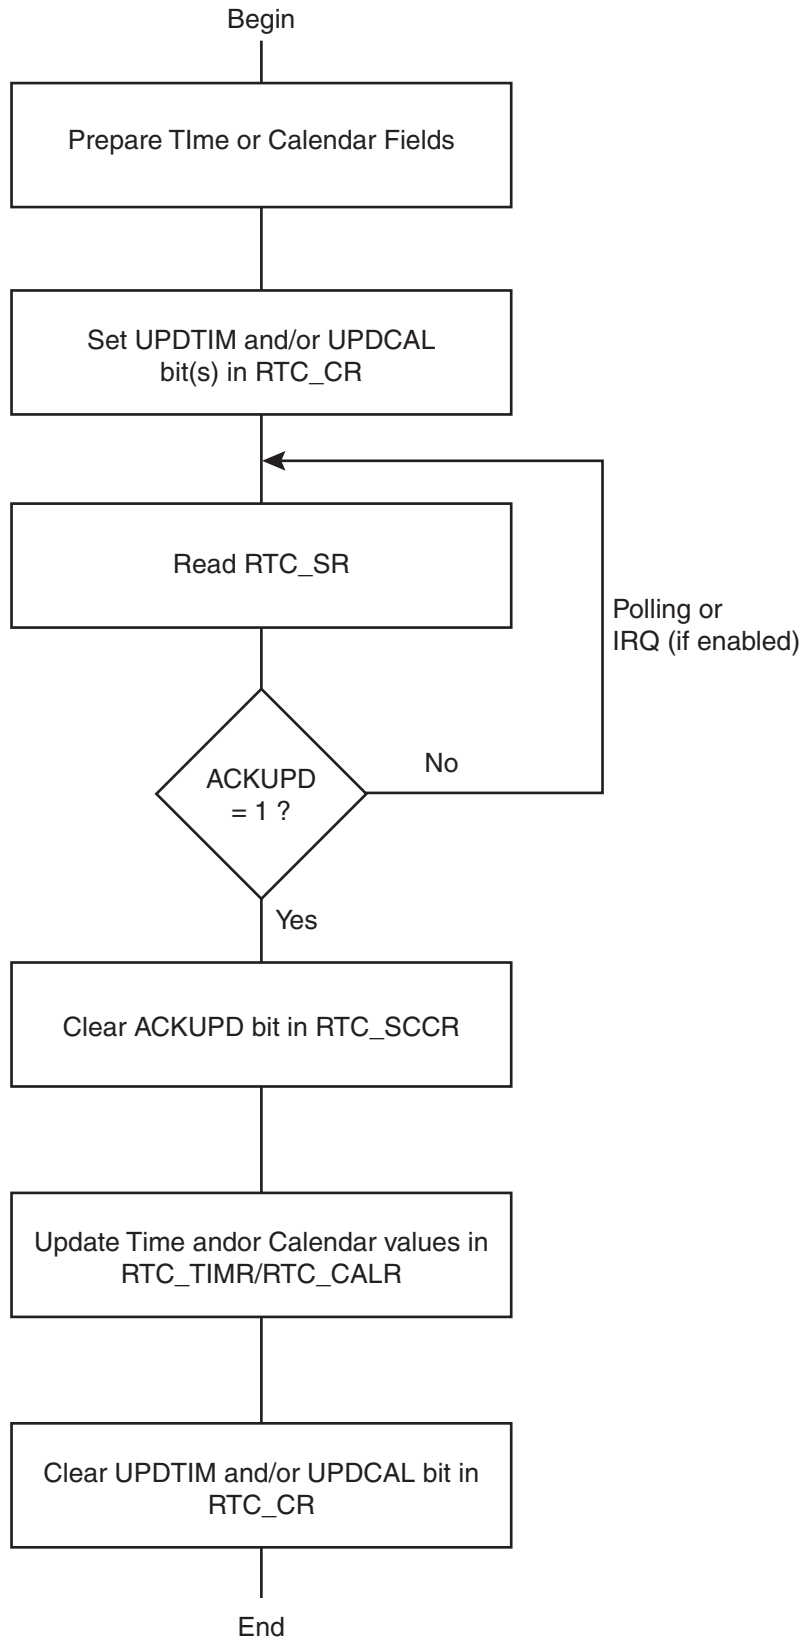 Begin
Prepare TIme or Calendar Fields
Set UPDTIM and/or UPDCAL
bit(s) in RTC_CR
Read RTC_SR
Polling or
IRQ (if enabled)
ACKUPD
= 1 ?
No
Yes
Clear ACKUPD bit in RTC_SCCR
Update Time andor Calendar values in
RTC_TIMR/RTC_CALR
Clear UPDTIM and/or UPDCAL bit in
RTC_CR
End